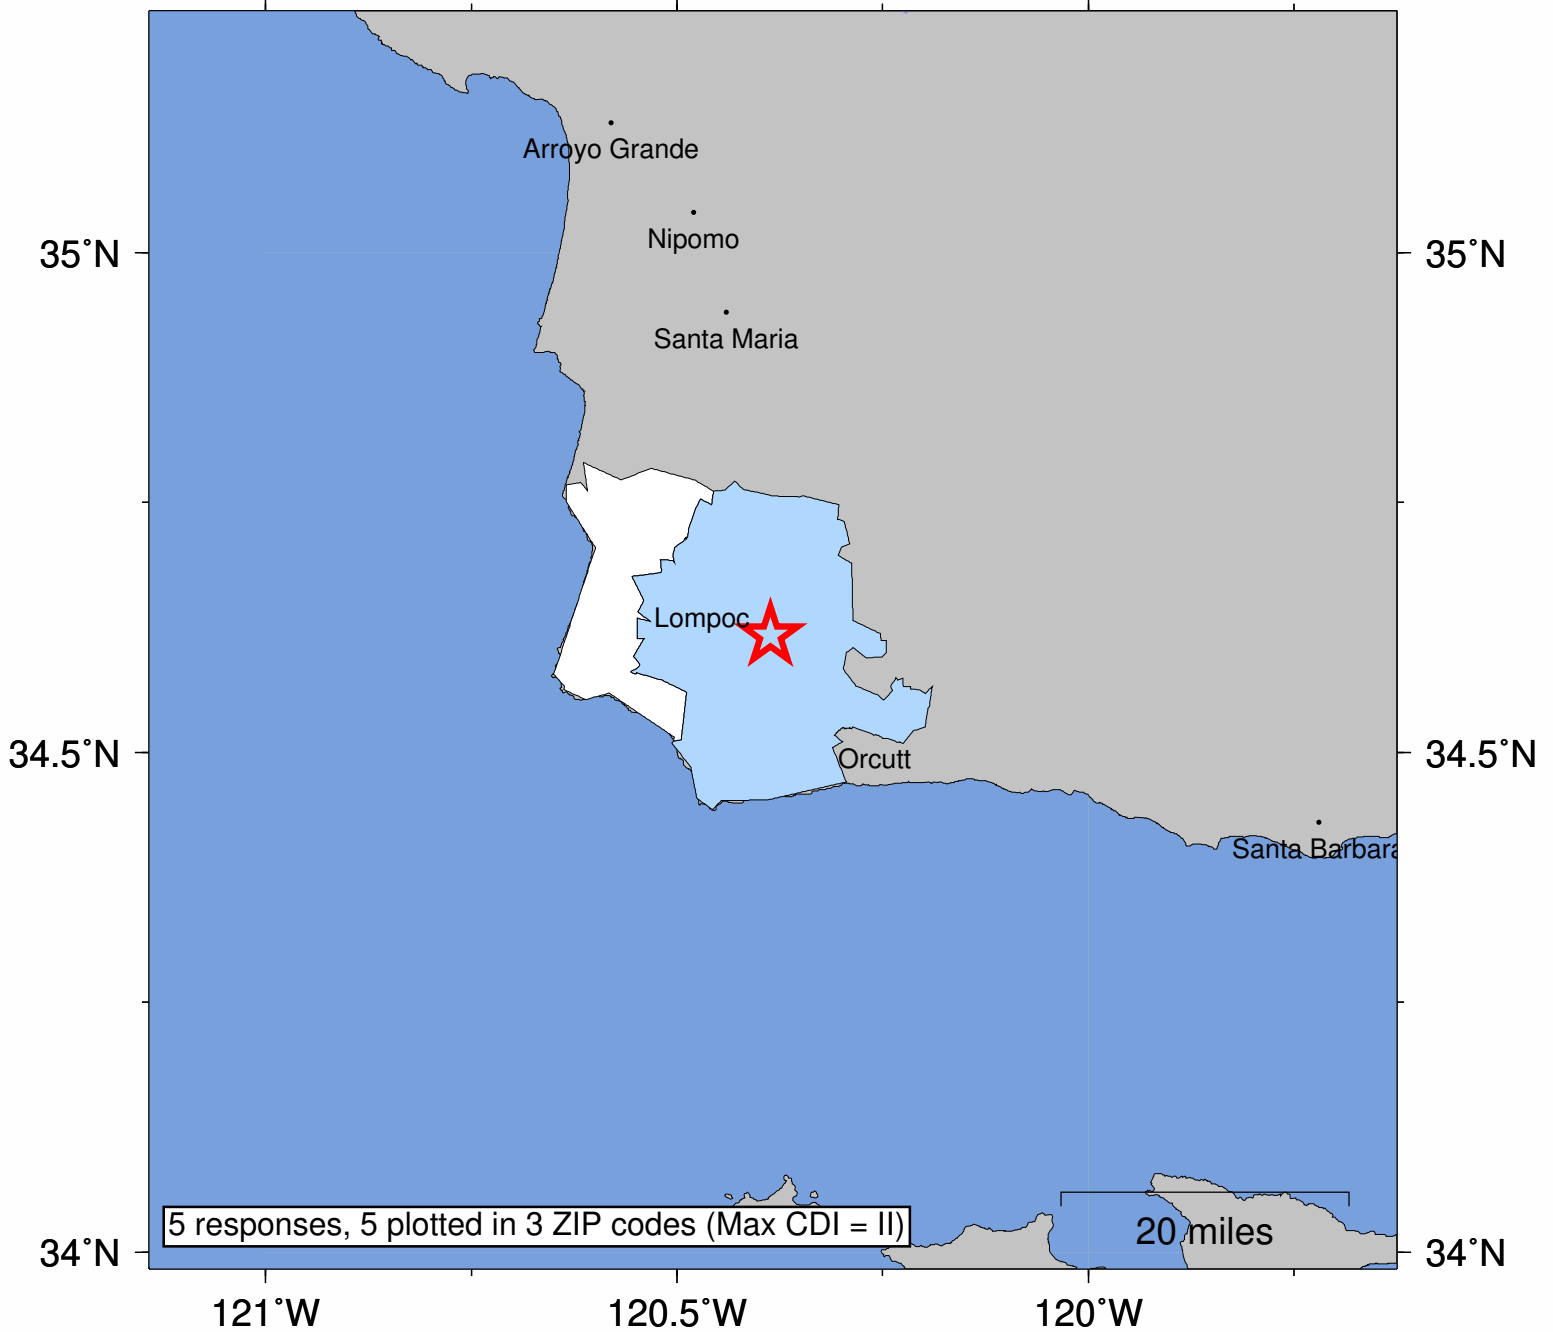 Arroyo Grande
Nipomo
35˚N
35˚N
Santa Maria
Lompoc
34.5˚N
Orcutt
34.5˚N
Santa Barbara
5 responses, 5 plotted in 3 ZIP codes (Max CDI = II)
20 miles
34˚N
34˚N
121˚W
120.5˚W
120˚W